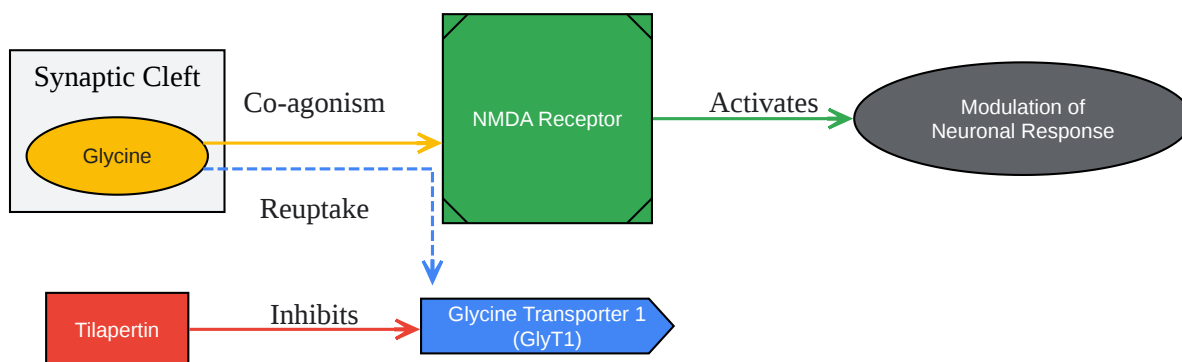 Synaptic Cleft
Glycine
Co-agonism
NMDA Receptor
Activates
Modulation of
Neuronal Response
Reuptake
Tilapertin
Inhibits
Glycine Transporter 1
(GlyT1)